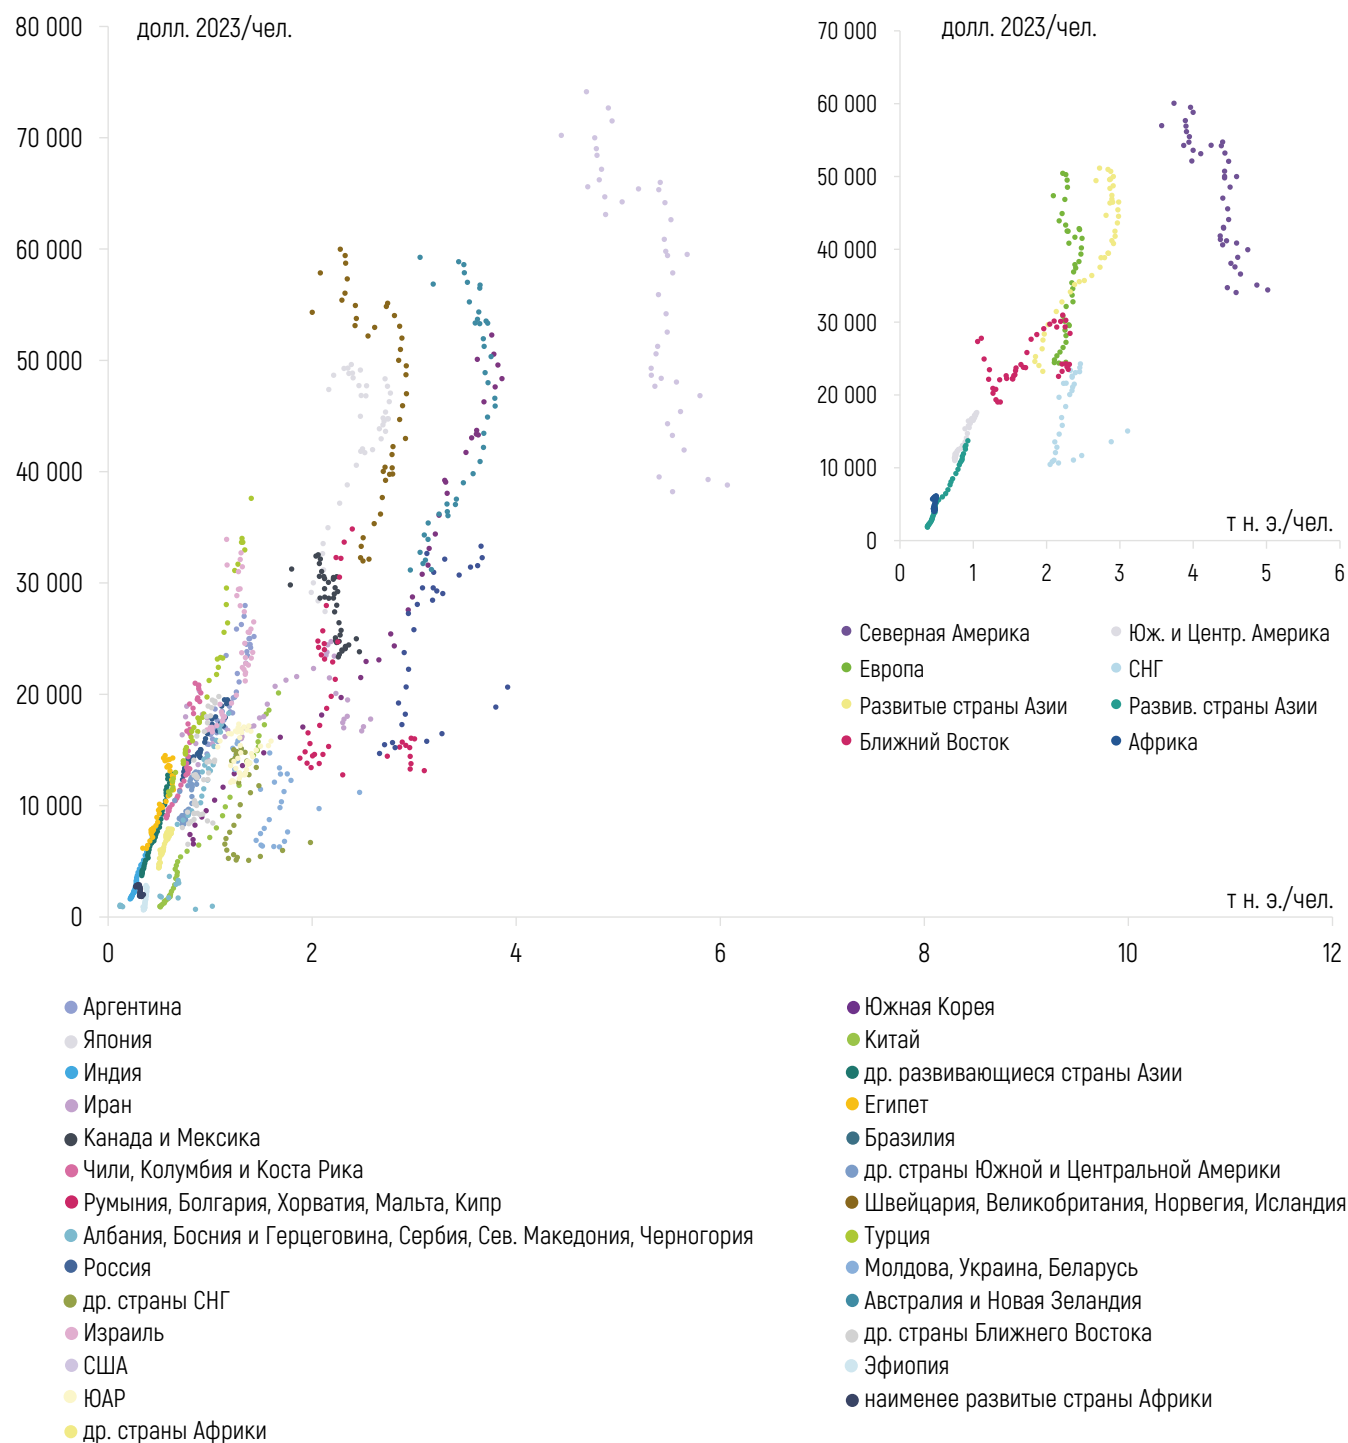 80 000
долл. 2023/чел.
70 000
60 000
50 000
40 000
30 000
20 000
10 000
0
0
2
4
6
8
10
12
т н. э./чел.
70 000
долл. 2023/чел.
60 000
50 000
40 000
30 000
20 000
10 000
0
т н. э./чел.
0
1
2
3
4
5
6
Северная Америка
Европа
Развитые страны Азии
Ближний Восток
Юж. и Центр. Америка
СНГ
Развив. страны Азии
Африка
Аргентина
Япония
Индия
Иран
Канада и Мексика
Чили, Колумбия и Коста Рика
Румыния, Болгария, Хорватия, Мальта, Кипр
Албания, Босния и Герцеговина, Сербия, Сев. Македония, Черногория
Россия
др. страны СНГ
Израиль
США
ЮАР
др. страны Африки
Южная Корея
Китай
др. развивающиеся страны Азии
Египет
Бразилия
др. страны Южной и Центральной Америки
Швейцария, Великобритания, Норвегия, Исландия
Турция
Молдова, Украина, Беларусь
Австралия и Новая Зеландия
др. страны Ближнего Востока
Эфиопия
наименее развитые страны Африки